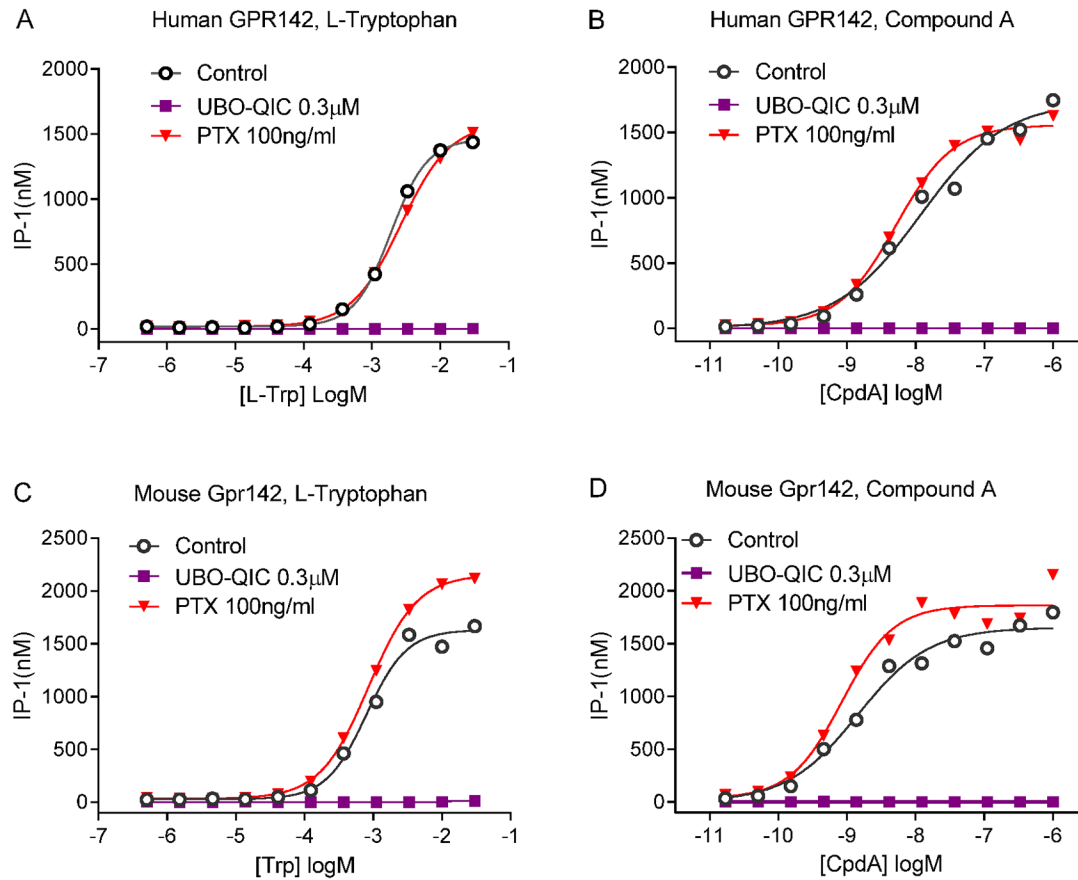 A
Human GPR142, L-Tryptophan
Control
UBO-QIC 0.3μM
PTX 100ng/ml
2000
1500
1000
500
0
IP-1(nM)
-7 -6 -5 -4 -3 -2 -1
[L-Trp] LogM
B
Human GPR142, Compound A
Control
UBO-QIC 0.3μM
PTX 100ng/ml
2000
1500
1000
500
0
IP-1(nM)
-11 -10 -9 -8 -7 -6
[CpdA] logM
C
Mouse Gpr142, L-Tryptophan
Control
UBO-QIC 0.3μM
PTX 100ng/ml
2500
2000
1500
1000
500
0
IP-1(nM)
-7 -6 -5 -4 -3 -2 -1
[Trp] logM
D
Mouse Gpr142, Compound A
Control
UBO-QIC 0.3μM
PTX 100ng/ml
2500
2000
1500
1000
500
0
IP-1(nM)
-11 -10 -9 -8 -7 -6
[CpdA] logM